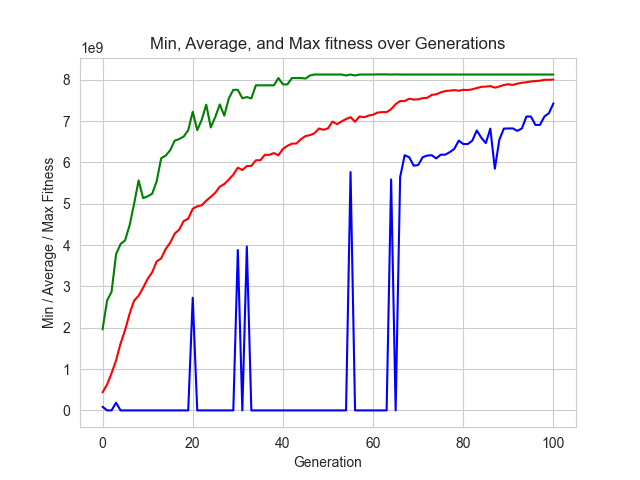 Min, Average, and Max fitness over Generations
1e9
8
7
6
5
4
3
2
1
0
Min / Average / Max Fitness
0 20 40 60 80 100
Generation